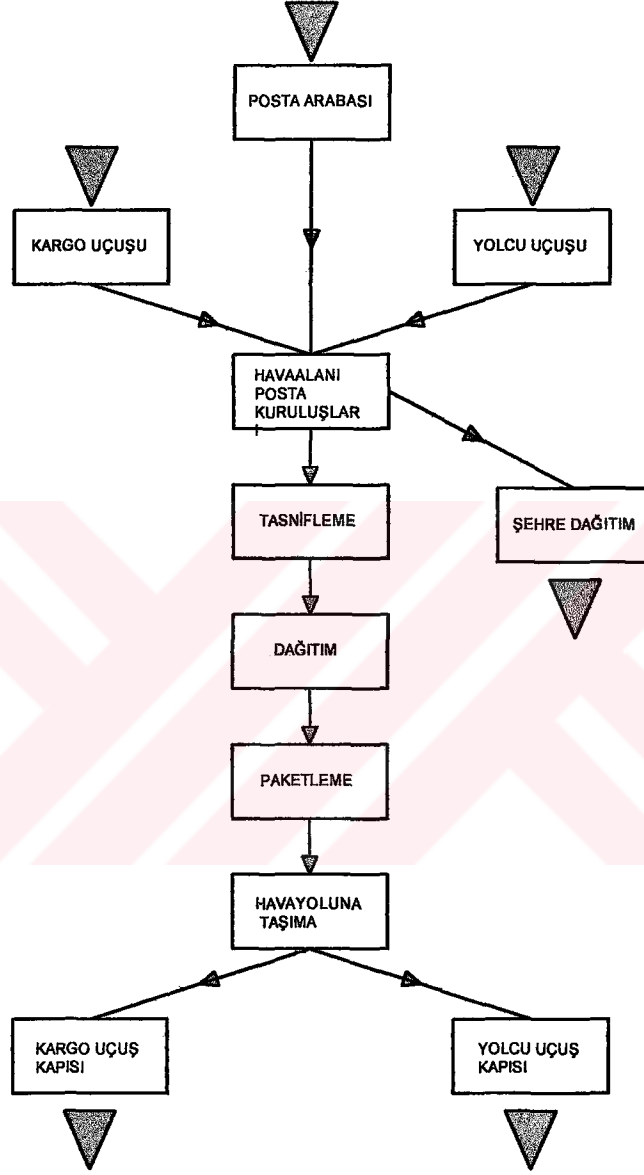 POSTA ARABASI
KARGO UÇUŞU
YOLCU UÇUŞU
HAVAALANI
POSTA
KURULUŞLAR
I
TASNİFLEME
ŞEHRE DAĞITIM
DAĞITIM
PAKETLEME
HAVAYOLUNA
TAŞIMA
KARGO UÇUŞ
KAPISI
YOLCU UÇUŞ
KAPISI